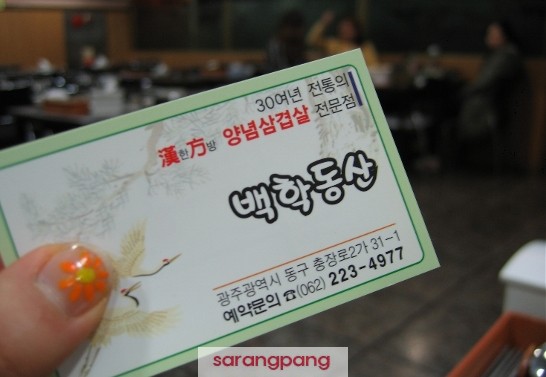 30여년 전통의
漢한方방 양념삼겹살 전문점
백학동산
광주광역시 동구 충장로2가 31-1
예약문의 ☎(062) 223-4977
sarangpang